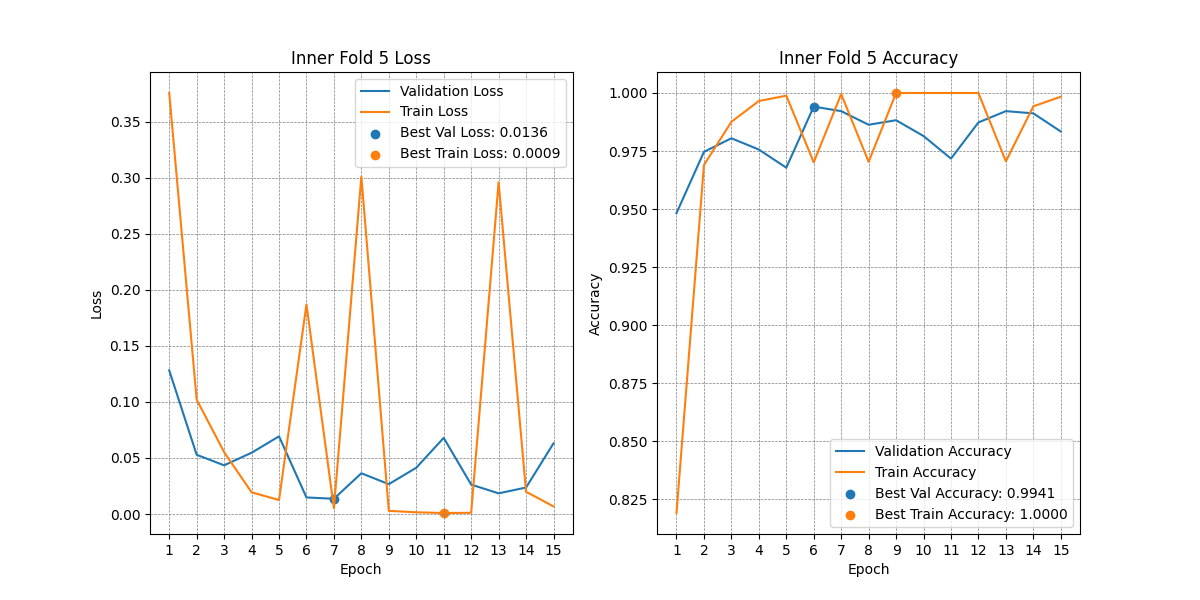 Inner Fold 5 Loss
Validation Loss
Train Loss
Best Val Loss: 0.0136
Best Train Loss: 0.0009
0.35
0.30
0.25
0.20
0.15
0.10
0.05
0.00
Loss
1 2 3 4 5 6 7 8 9 10 11 12 13 14 15
Epoch
Inner Fold 5 Accuracy
1.000
0.975
0.950
0.925
0.900
0.875
0.850
0.825
Accuracy
Validation Accuracy
Train Accuracy
Best Val Accuracy: 0.9941
Best Train Accuracy: 1.0000
1 2 3 4 5 6 7 8 9 10 11 12 13 14 15
Epoch